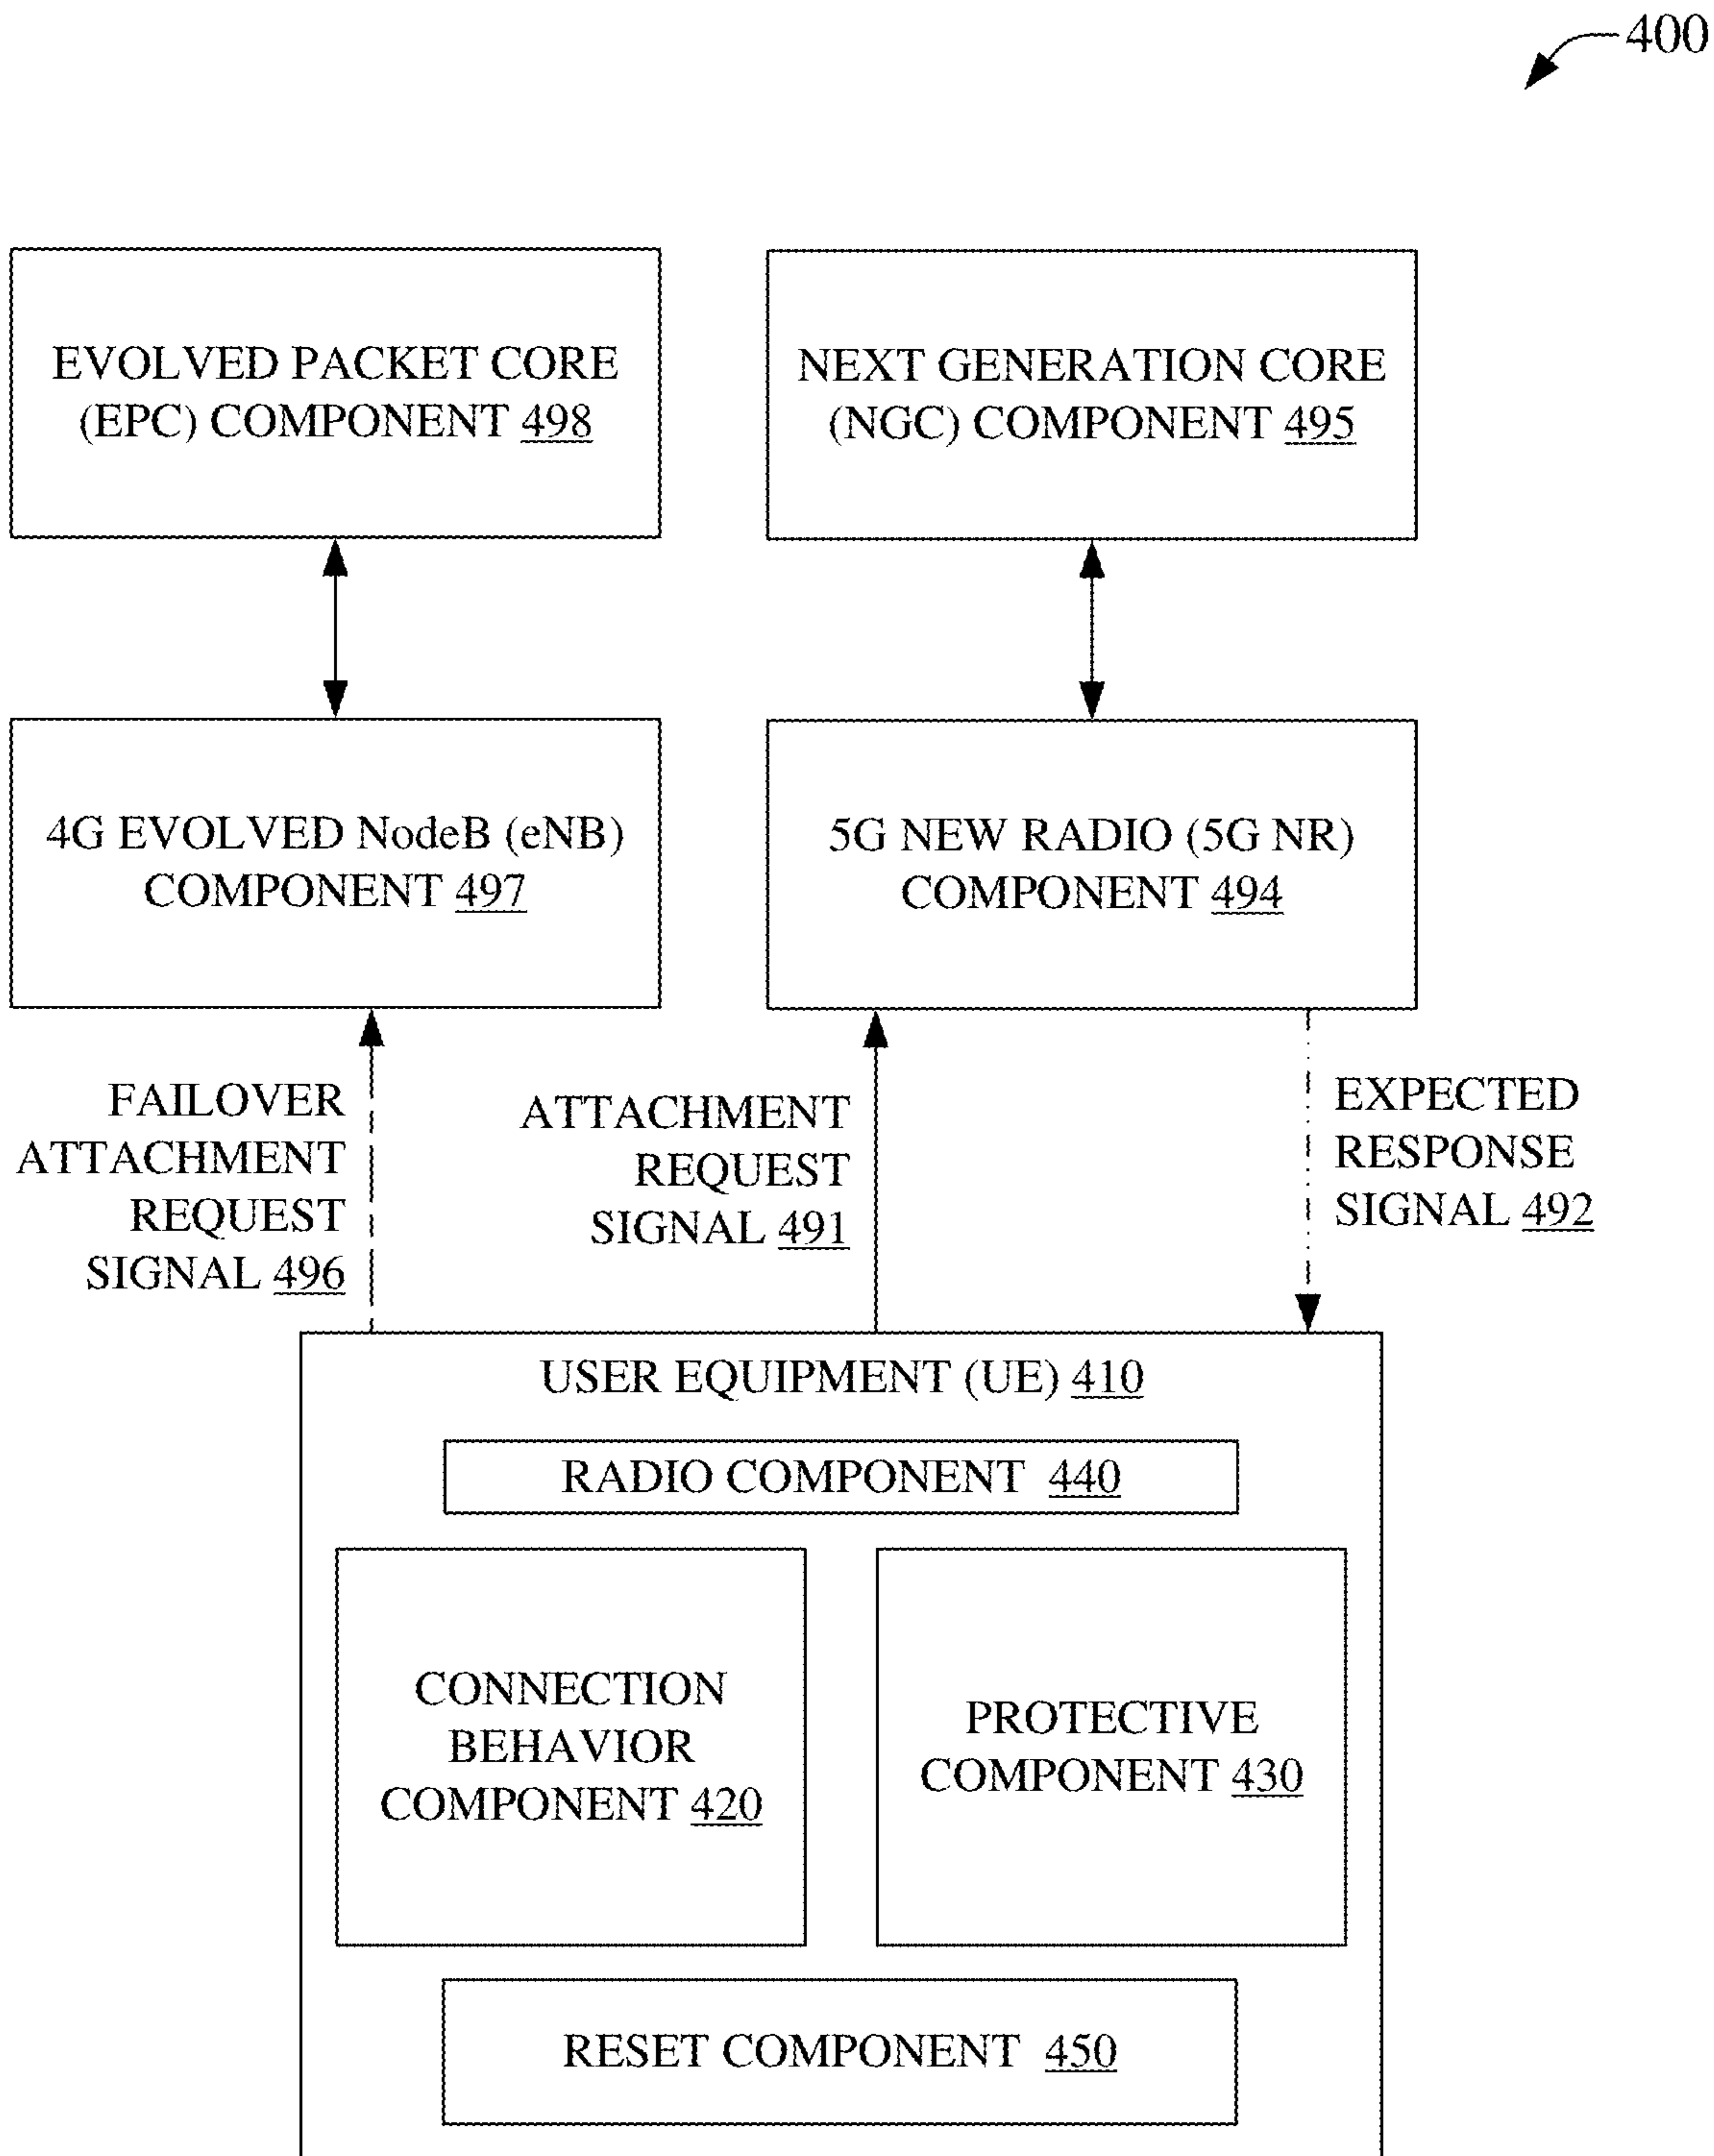 400
EVOLVED PACKET CORE
(EPC) COMPONENT 498
NEXT GENERATION CORE
(NGC) COMPONENT 495
4G EVOLVED NodeB (eNB)
COMPONENT 497
5G NEW RADIO (5G NR)
COMPONENT 494
FAILOVER
ATTACHMENT
REQUEST
SIGNAL 496
ATTACHMENT
REQUEST
SIGNAL 491
EXPECTED
RESPONSE
SIGNAL 492
USER EQUIPMENT (UE) 410
RADIO COMPONENT 440
CONNECTION
BEHAVIOR
COMPONENT 420
PROTECTIVE
COMPONENT 430
RESET COMPONENT 450